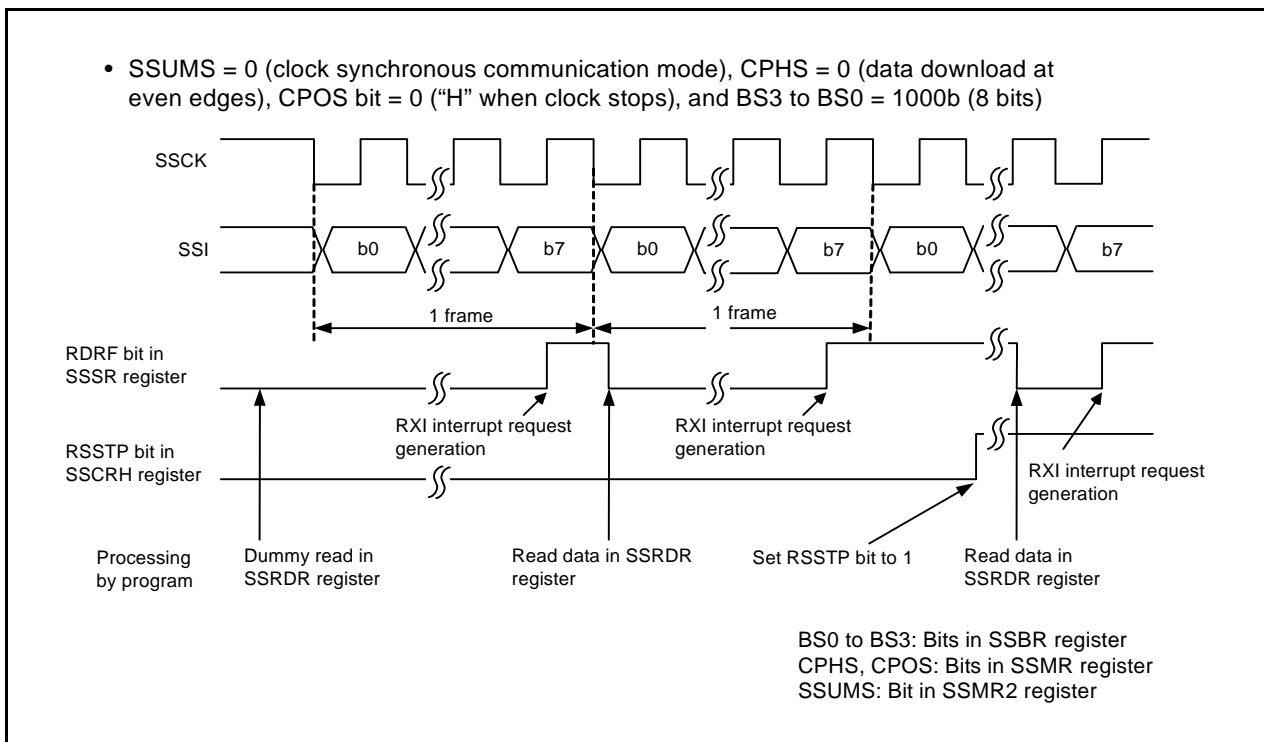 • SSUMS = 0 (clock synchronous communication mode), CPHS = 0 (data download at
even edges), CPOS bit = 0 (“H” when clock stops), and BS3 to BS0 = 1000b (8 bits)
SSCK
SSI
b0
b7
b0
b7
b0
b7
1 frame
1 frame
RDRF bit in
SSSR register
RXI interrupt request
generation
RXI interrupt request
generation
RSSTP bit in
SSCRH register
RXI interrupt request
generation
Processing
by program
Dummy read in
SSRDR register
Read data in SSRDR
register
Set RSSTP bit to 1
Read data in
SSRDR register
BS0 to BS3: Bits in SSBR register
CPHS, CPOS: Bits in SSMR register
SSUMS: Bit in SSMR2 register